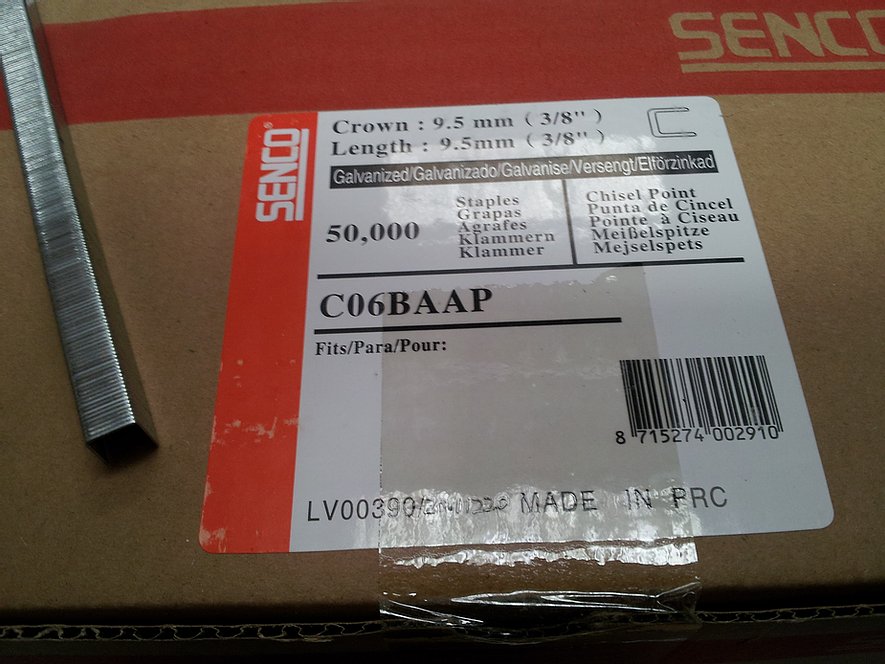 SENCO
SENCO®
Crown : 9.5 mm ( 3/8" )
Length : 9.5mm ( 3/8" )
Galvanized/Galvanizado/Galvanise/Versengt/Elförzinkad
50,000
Staples
Grapas
Agrafes
Klammern
Klammer
Chisel Point
Punta de Cincel
Pointe à Ciseau
Meißelspitze
Mejselspets
C06BAAP
Fits/Para/Pour:
8 715274 002910
LV00390 MADE IN PRC